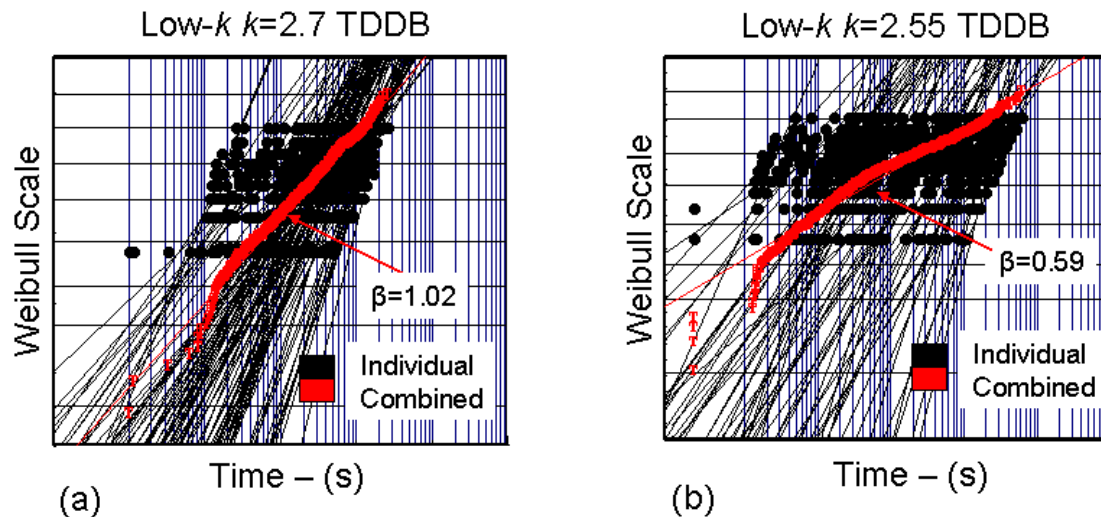 Low-k k=2.7 TDDB
Weibull Scale
β=1.02
Individual
Combined
Time – (s)
(a)
Low-k k=2.55 TDDB
Weibull Scale
β=0.59
Individual
Combined
Time – (s)
(b)